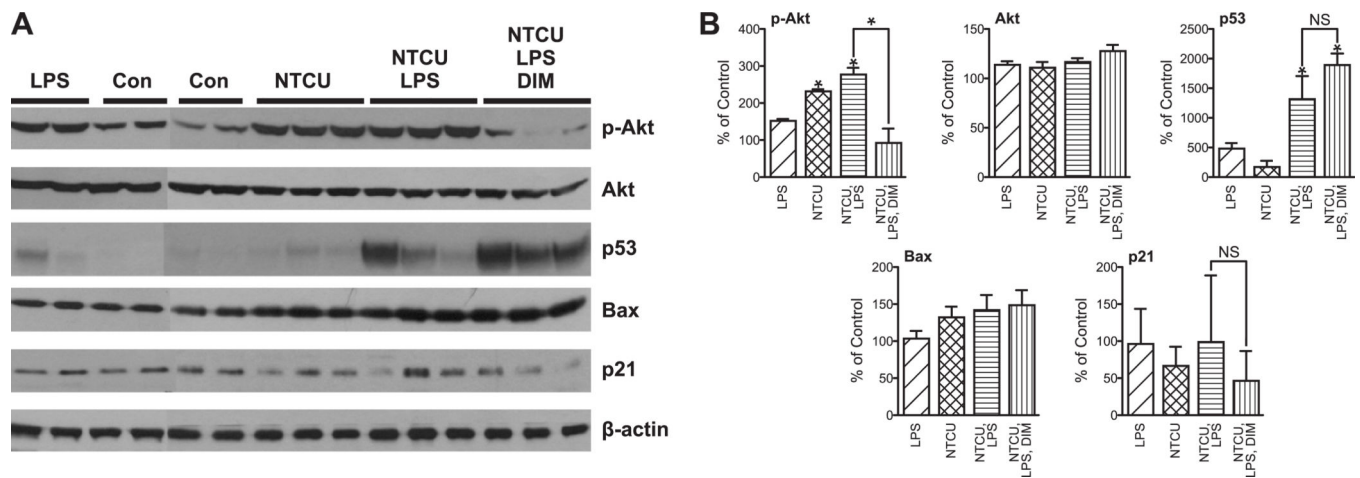 A
LPS Con Con NTCU NTCU LPS NTCU LPS DIM
p-Akt
Akt
p53
Bax
p21
β-actin
B
p-Akt
*
* *
% of Control
400
300
200
100
0
LPS
NTCU
NTCU, LPS
NTCU, LPS, DIM
Akt
% of Control
150
100
50
0
LPS
NTCU
NTCU, LPS
NTCU, LPS, DIM
p53
NS
* *
% of Control
2500
2000
1500
1000
500
0
LPS
NTCU
NTCU, LPS
NTCU, LPS, DIM
Bax
% of Control
200
150
100
50
0
LPS
NTCU
NTCU, LPS
NTCU, LPS, DIM
p21
NS
% of Control
200
150
100
50
0
LPS
NTCU
NTCU, LPS
NTCU, LPS, DIM